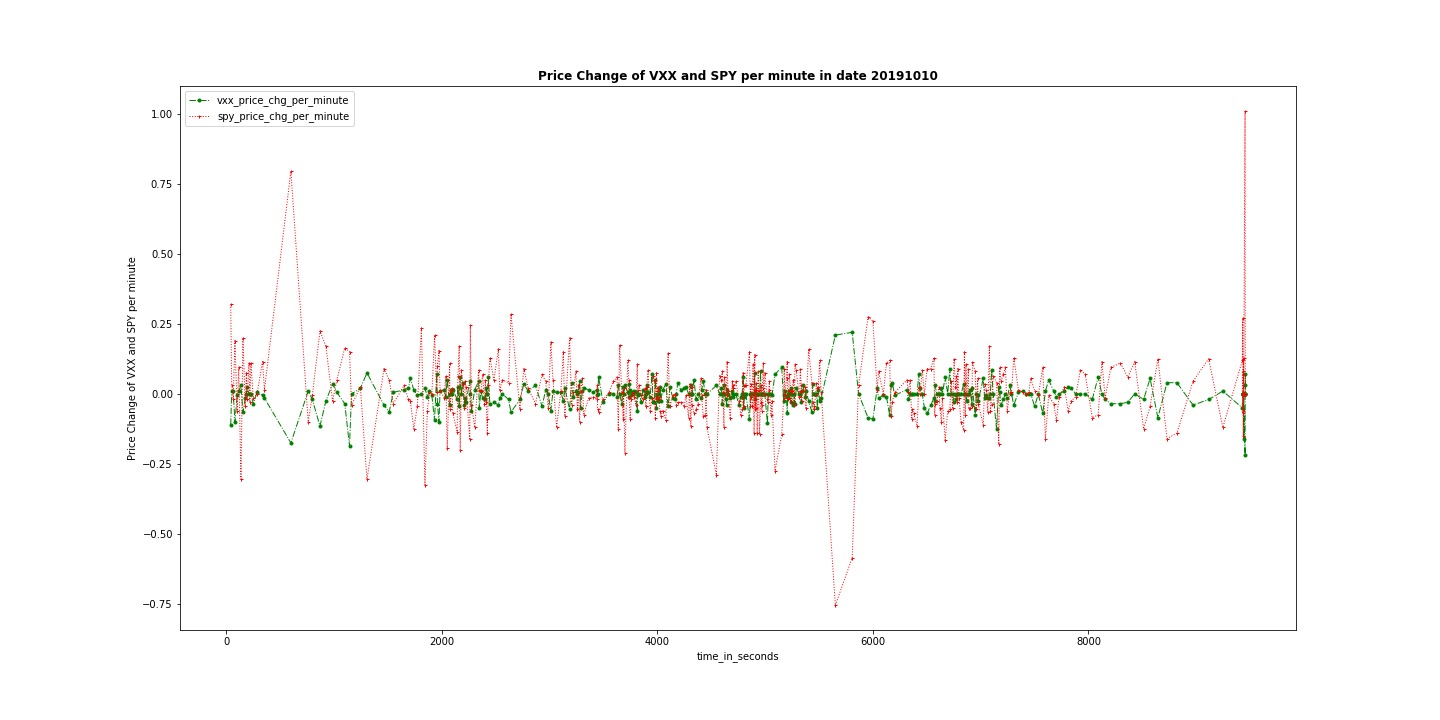 Price Change of VXX and SPY per minute in date 20191010
vxx_price_chg_per_minute
spy_price_chg_per_minute
Price Change of VXX and SPY per minute
1.00
0.75
0.50
0.25
0.00
−0.25
−0.50
−0.75
0
2000
4000
6000
8000
time_in_seconds